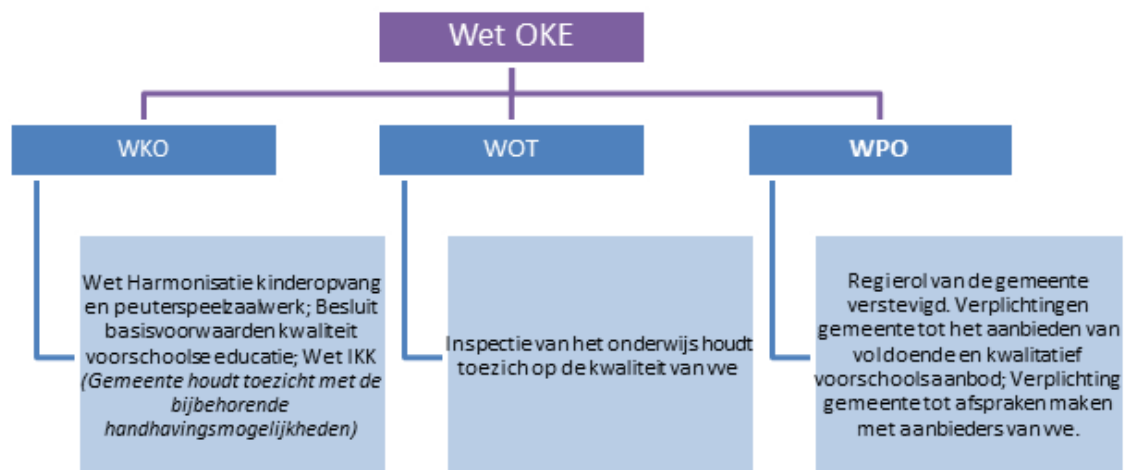 Wet OKE
WKO
WOT
WPO
Wet Harmonisatie kinderopvang
en peuterspeelzaalwerk; Besluit
basisvoorwaarden kwaliteit
voorschoolse educatie; Wet IKK
(Gemeente houdt toezicht met de
bijbehorende
handhavingsmogelijkheden)
Inspectie van het onderwijs houdt
toezich op de kwaliteit van vve
Regierol van de gemeente
verstevigd. Verplichtingen
gemeente tot het aanbieden van
voldoende en kwalitatief
voorschools aanbod; Verplichting
gemeente tot afspraken maken
met aanbieders van vve.